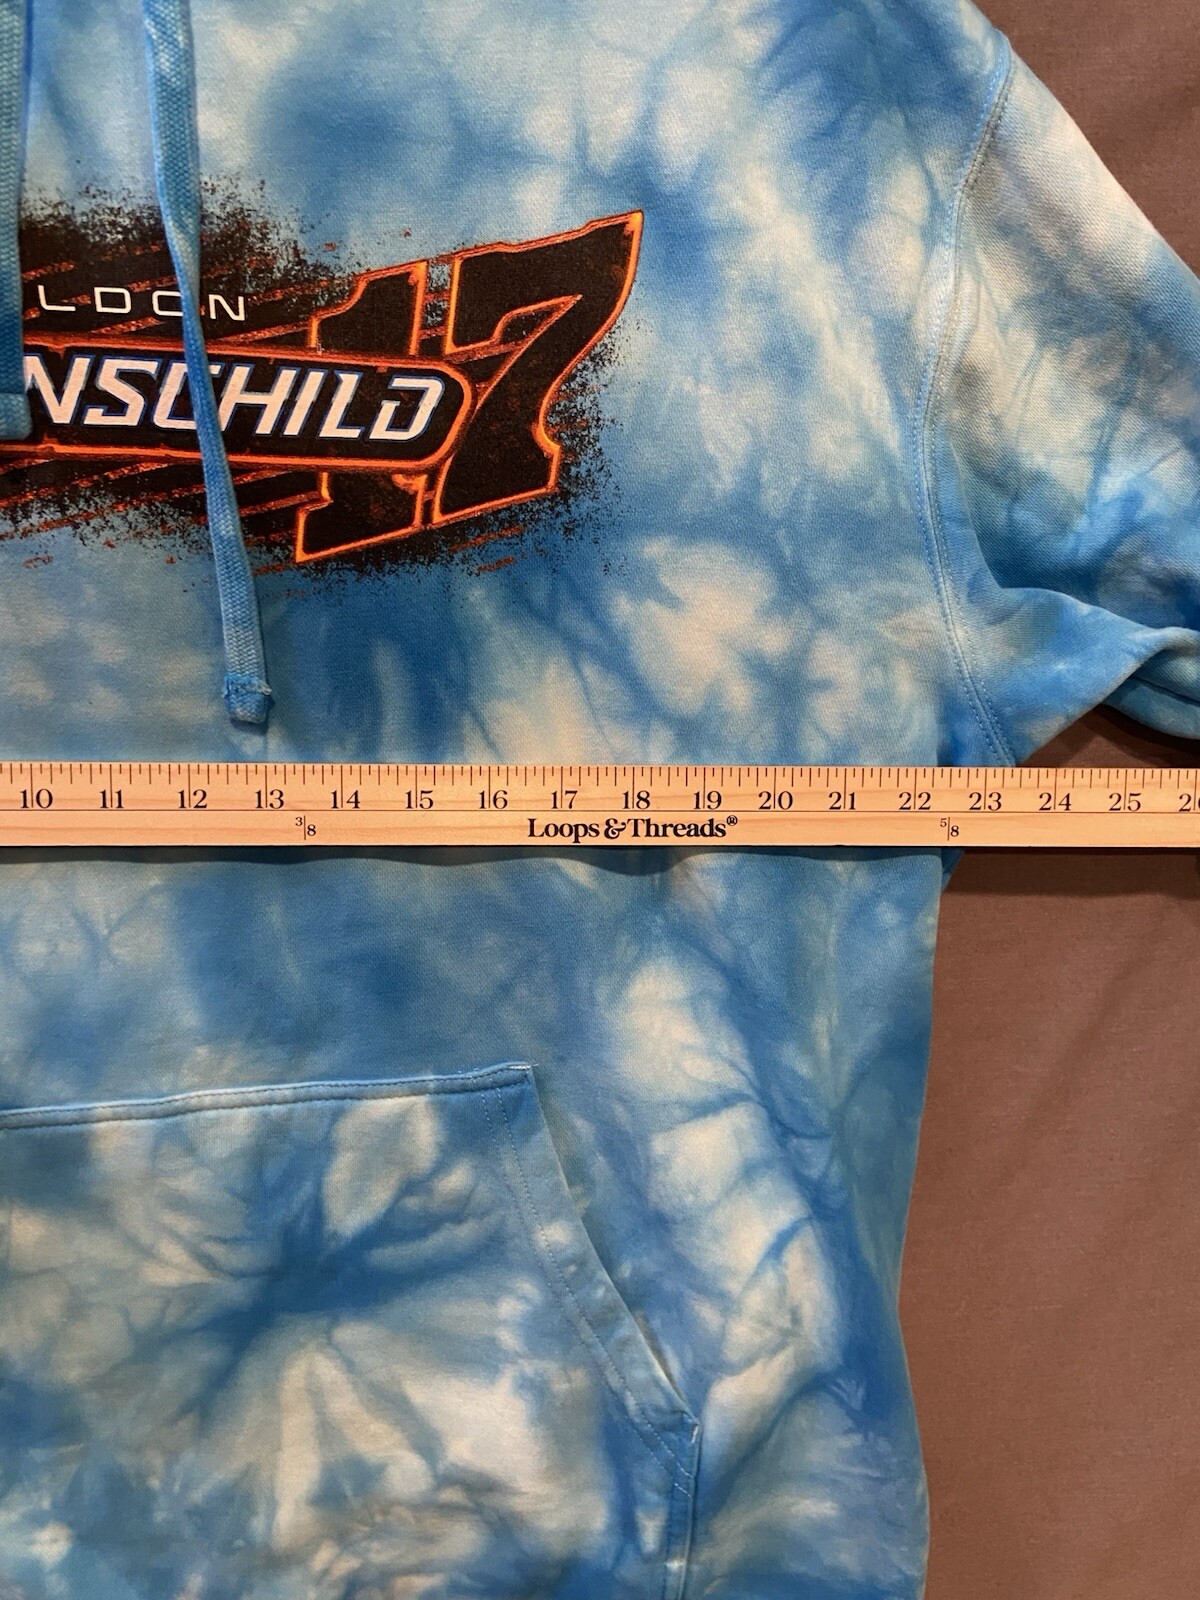 LDON
NSCHILD
17
10 11 12 13 14 15 16 17 18 19 20 21 22 23 24 25
3|8 Loops & Threads® 5|8